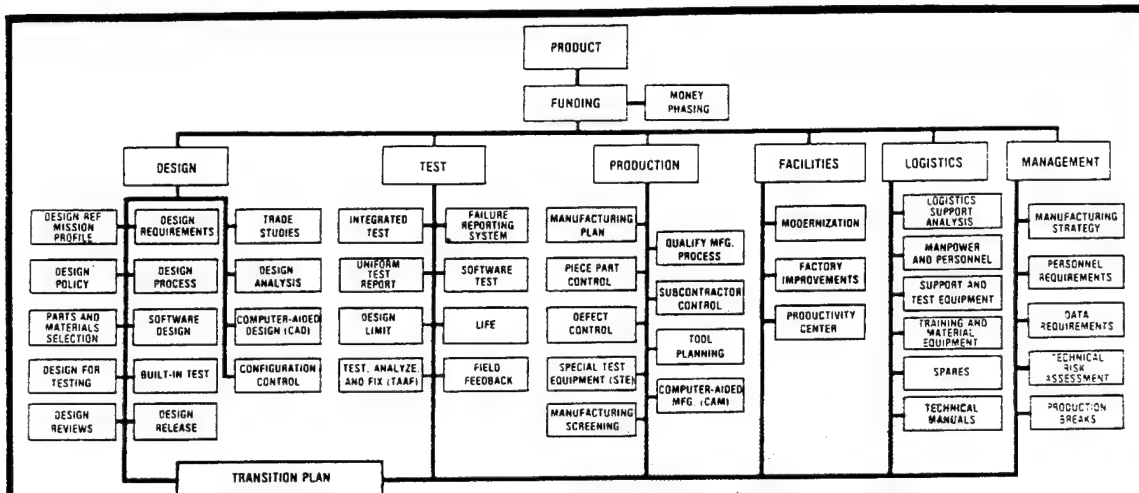 PRODUCT
FUNDING
MONEY
PHASING
DESIGN
TEST
PRODUCTION
FACILITIES
LOGISTICS
MANAGEMENT
DESIGN REF
MISSION
PROFILE
DESIGN
REQUIREMENTS
TRADE
STUDIES
DESIGN
POLICY
DESIGN
PROCESS
DESIGN
ANALYSIS
PARTS AND
MATERIALS
SELECTION
SOFTWARE
DESIGN
COMPUTER-AIDED
DESIGN (CAD)
DESIGN FOR
TESTING
BUILT-IN TEST
CONFIGURATION
CONTROL
DESIGN
REVIEWS
DESIGN
RELEASE
INTEGRATED
TEST
FAILURE
REPORTING
SYSTEM
UNIFORM
TEST
REPORT
SOFTWARE
TEST
DESIGN
LIMIT
LIFE
TEST, ANALYZE,
AND FIX (TAAF)
FIELD
FEEDBACK
MANUFACTURING
PLAN
QUALIFY MFG.
PROCESS
PIECE PART
CONTROL
SUBCONTRACTOR
CONTROL
DEFECT
CONTROL
TOOL
PLANNING
SPECIAL TEST
EQUIPMENT (STE)
COMPUTER-AIDED
MFG. (CAM)
MANUFACTURING
SCREENING
MODERNIZATION
FACTORY
IMPROVEMENTS
PRODUCTIVITY
CENTER
LOGISTICS
SUPPORT
ANALYSIS
MANPOWER
AND PERSONNEL
SUPPORT AND
TEST EQUIPMENT
TRAINING AND
MATERIAL
EQUIPMENT
SPARES
TECHNICAL
MANUALS
MANUFACTURING
STRATEGY
PERSONNEL
REQUIREMENTS
DATA
REQUIREMENTS
TECHNICAL
RISK
ASSESSMENT
PRODUCTION
BREAKS
TRANSITION PLAN